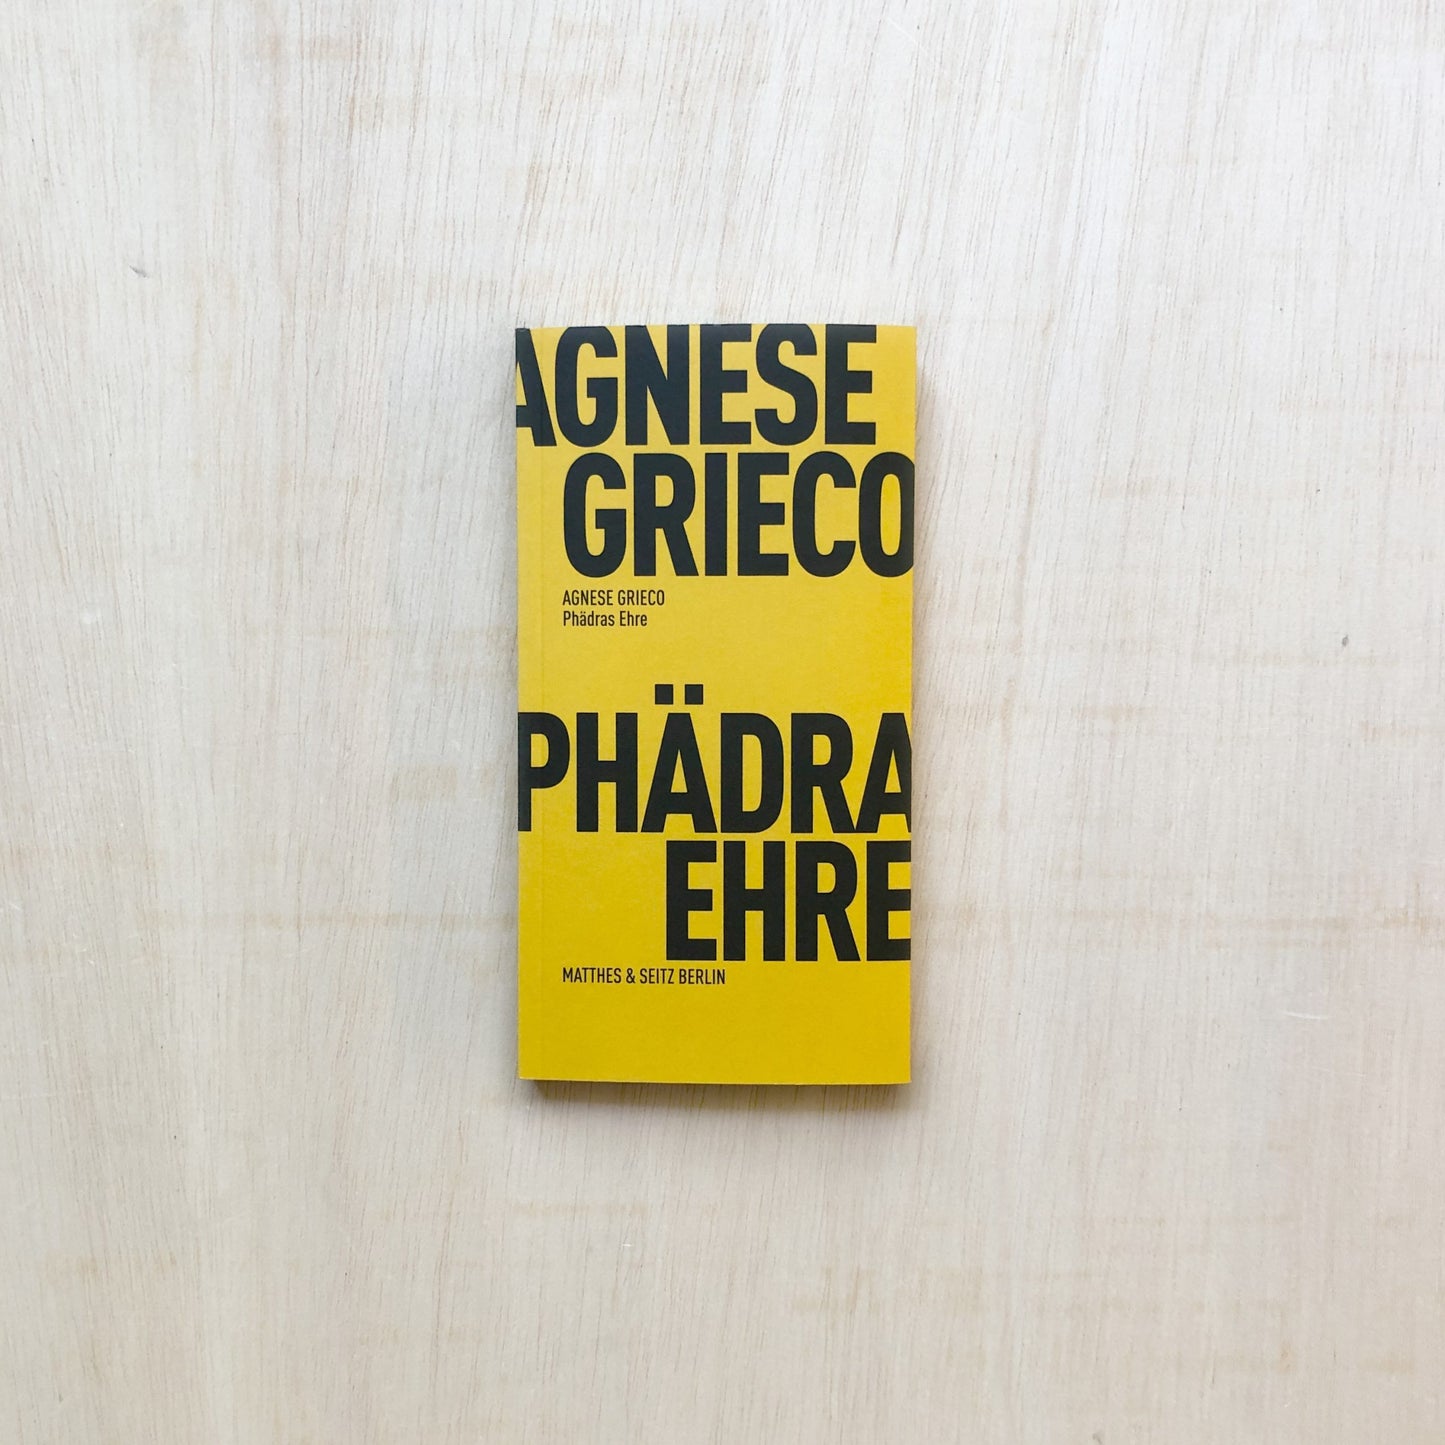 AGNESE
GRIECO
AGNESE GRIECO
Phädras Ehre
PHÄDRA
EHRE
MATTHES & SEITZ BERLIN